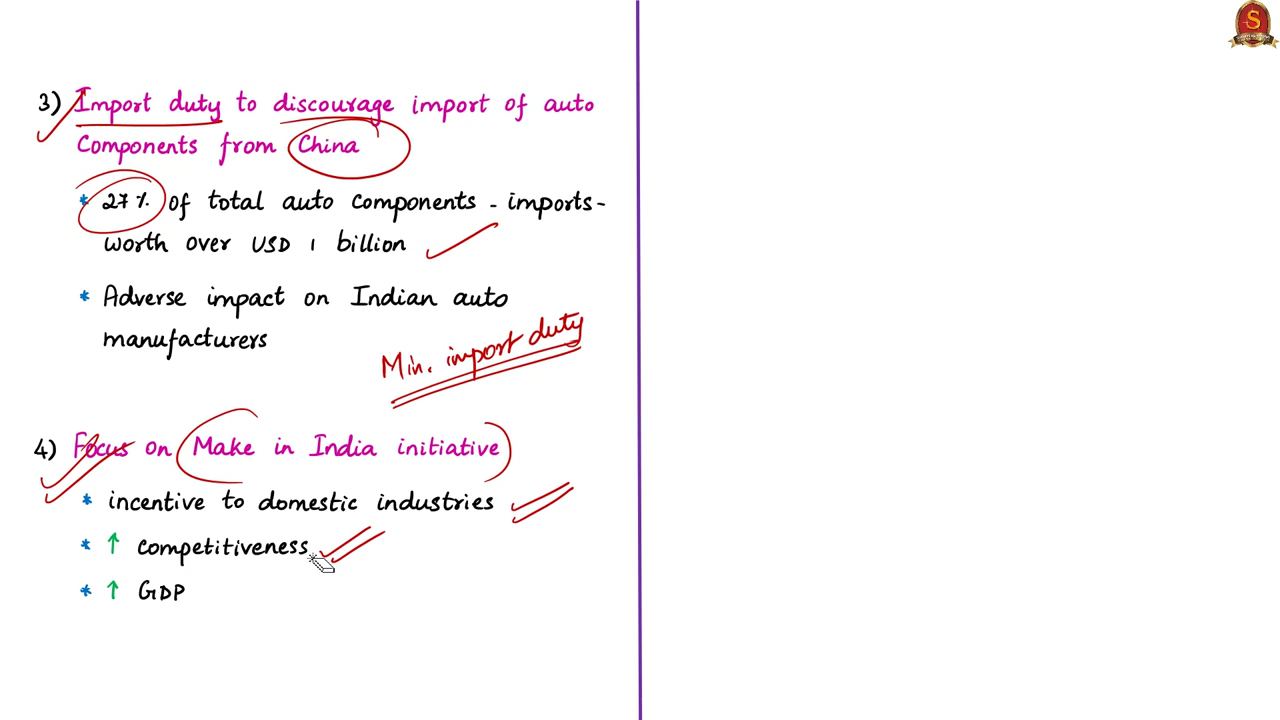 3) Import duty to discourage import of auto
Components from China
* 27% of total auto components - imports-
worth over USD 1 billion
* Adverse impact on Indian auto
manufacturers
Min. import duty
4) Focus on Make in India initiative
* incentive to domestic industries
* ↑ competitiveness
* ↑ GDP
S